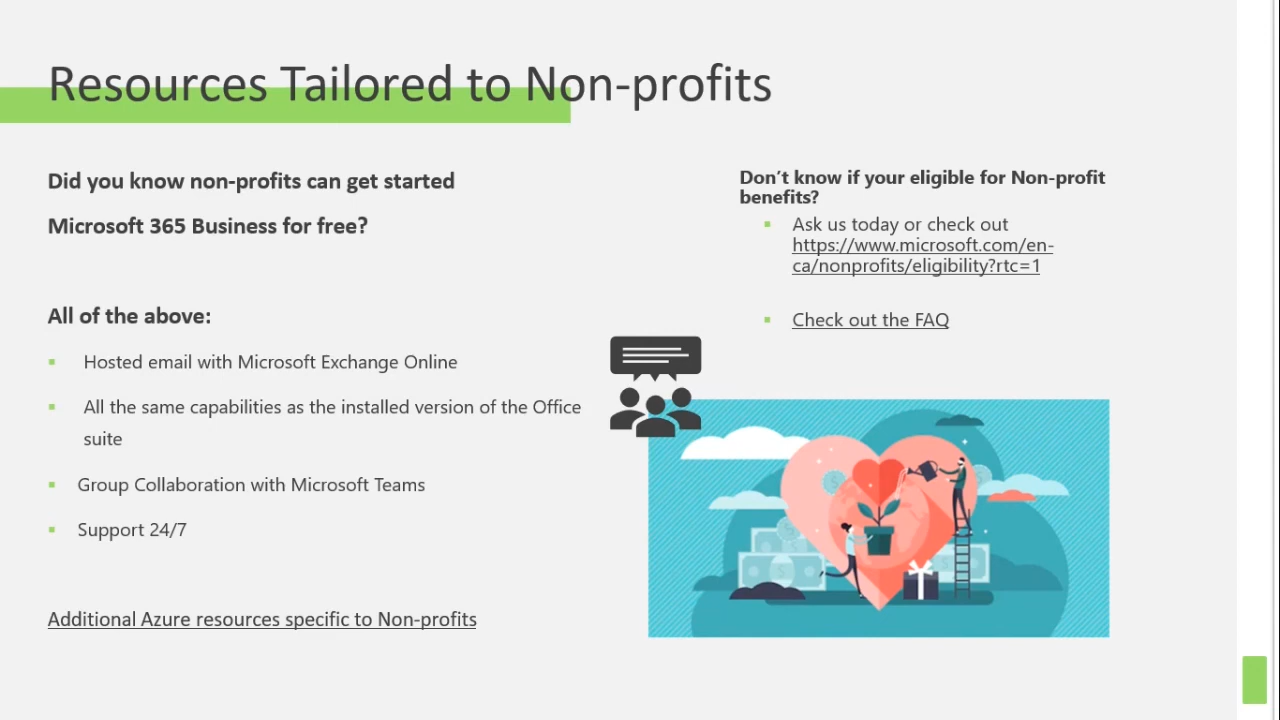 Resources Tailored to Non-profits
Did you know non-profits can get started
Microsoft 365 Business for free?
All of the above:
Hosted email with Microsoft Exchange Online
All the same capabilities as the installed version of the Office
suite
Group Collaboration with Microsoft Teams
Support 24/7
Additional Azure resources specific to Non-profits
Don’t know if your eligible for Non-profit
benefits?
Ask us today or check out
https://www.microsoft.com/en-
ca/nonprofits/eligibility?rtc=1
Check out the FAQ